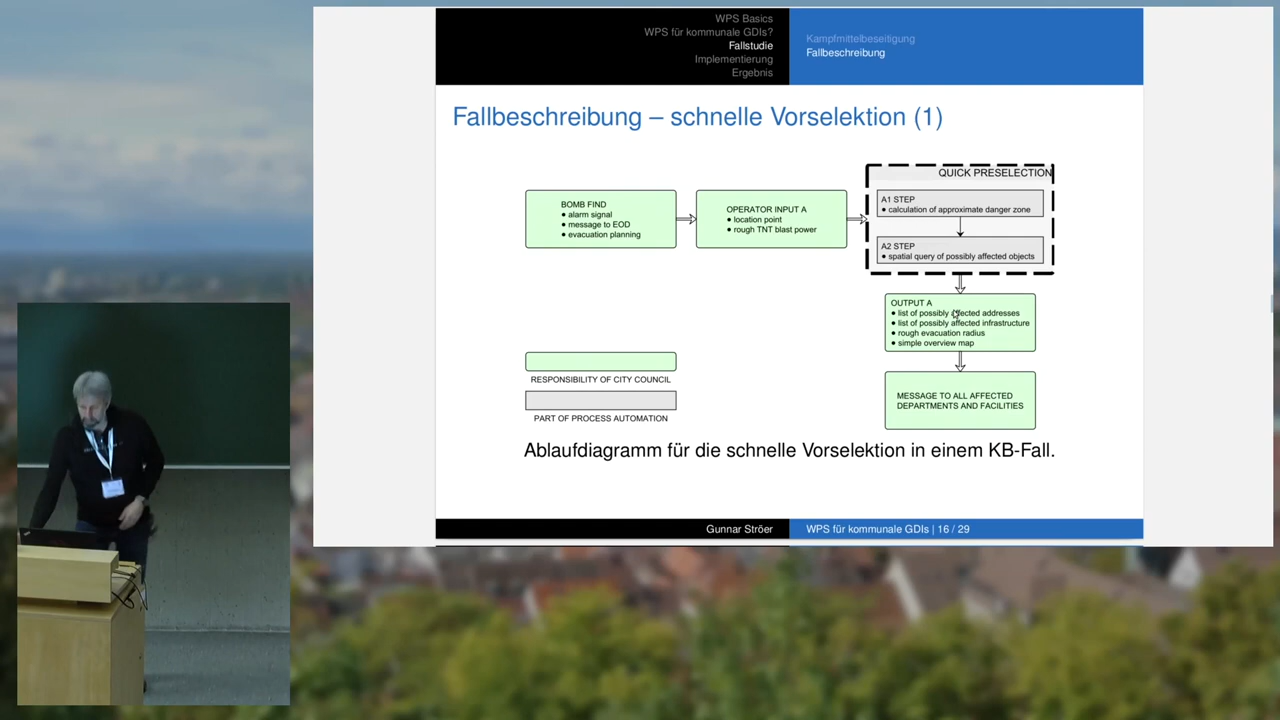 WPS Basics
WPS für kommunale GDIs?
Fallstudie
Implementierung
Ergebnis
Kampfmittelbeseitigung
Fallbeschreibung
Fallbeschreibung – schnelle Vorselektion (1)
QUICK PRESELECTION
BOMB FIND
● alarm signal
● message to EOD
● evacuation planning
OPERATOR INPUT A
● location point
● rough TNT blast power
A1 STEP
● calculation of approximate danger zone
A2 STEP
● spatial query of possibly affected objects
OUTPUT A
● list of possibly affected addresses
● list of possibly affected infrastructure
● rough evacuation radius
● simple overview map
RESPONSIBILITY OF CITY COUNCIL
PART OF PROCESS AUTOMATION
MESSAGE TO ALL AFFECTED
DEPARTMENTS AND FACILITIES
Ablaufdiagramm für die schnelle Vorselektion in einem KB-Fall.
Gunnar Ströer
WPS für kommunale GDIs | 16 / 29